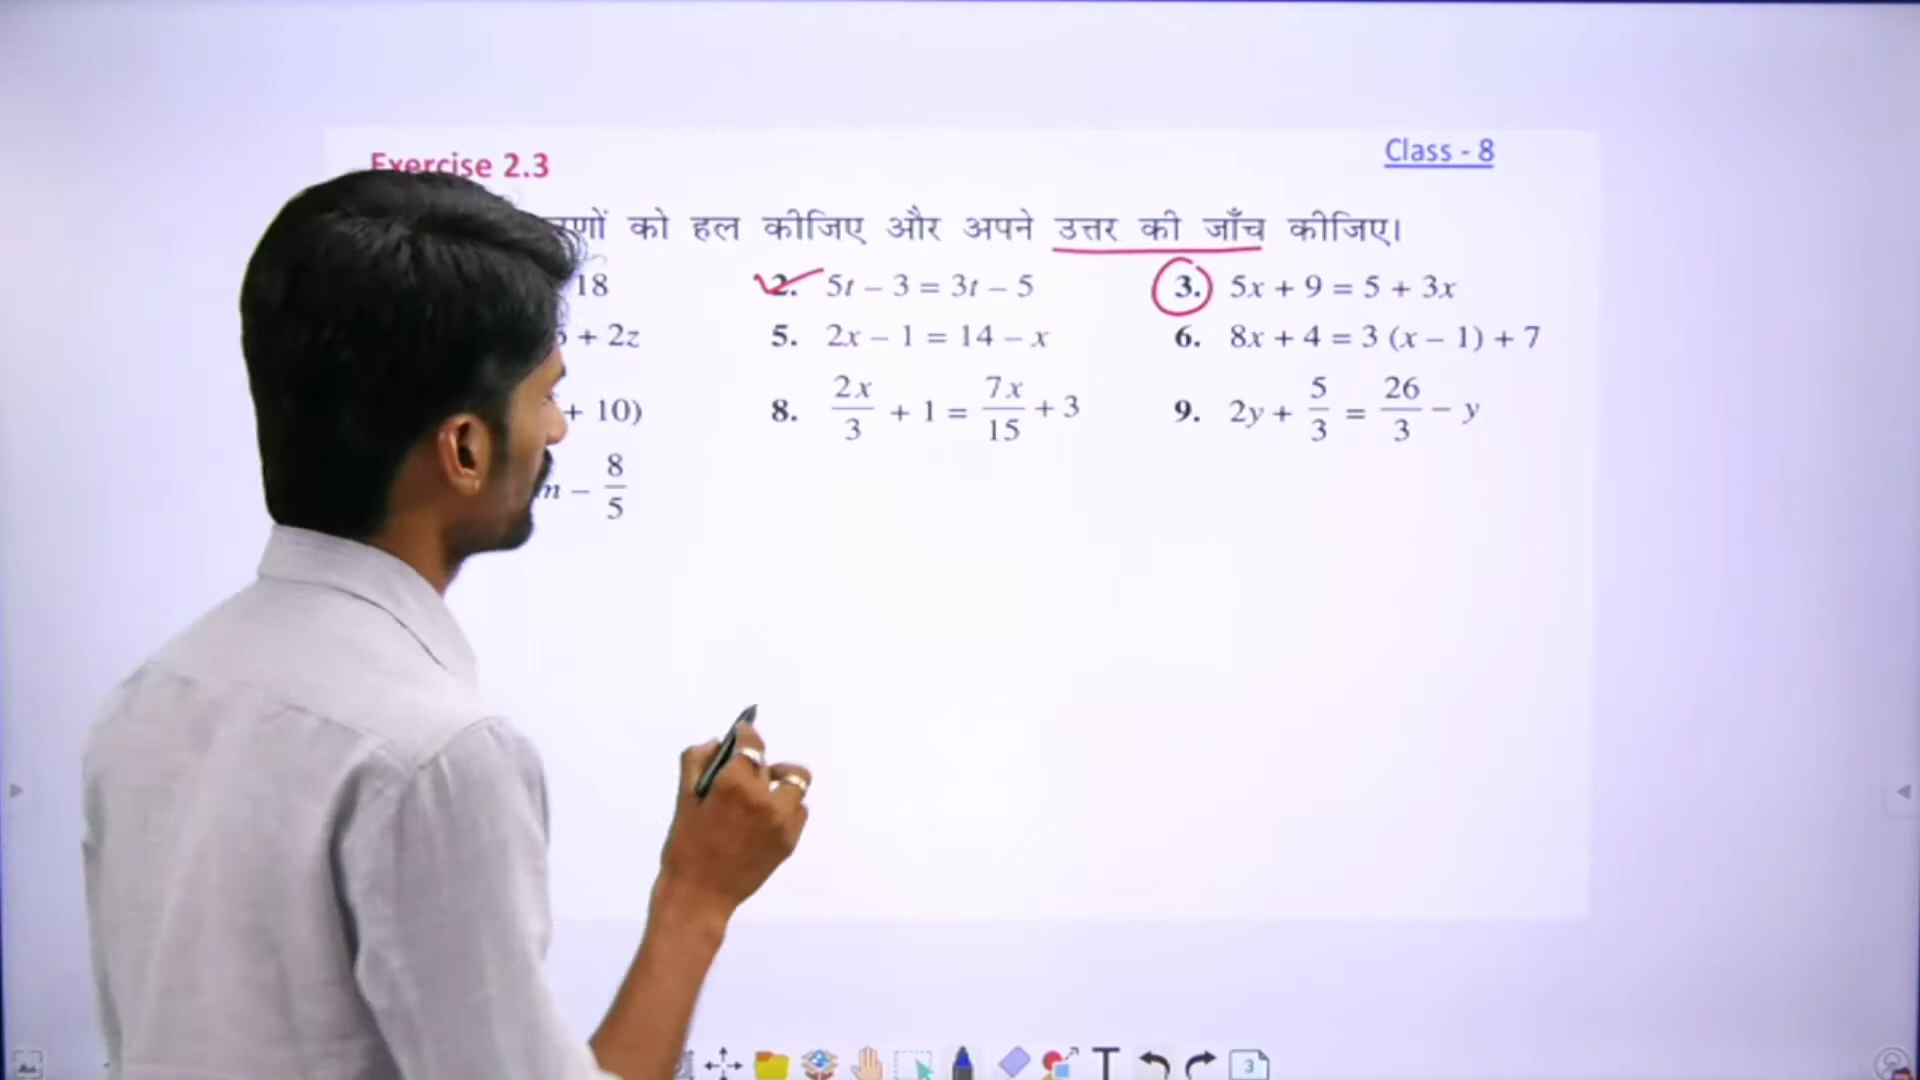 Exercise 2.3
Class - 8
को हल कीजिए और अपने उत्तर की जाँच कीजिए।
18 2. 5t – 3 = 3t – 5 3. 5x + 9 = 5 + 3x
+ 2z 5. 2x – 1 = 14 – x 6. 8x + 4 = 3 (x – 1) + 7
+ 10) 8. 2x/3 + 1 = 7x/15 + 3 9. 2y + 5/3 = 26/3 – y
m – 8/5
T 3